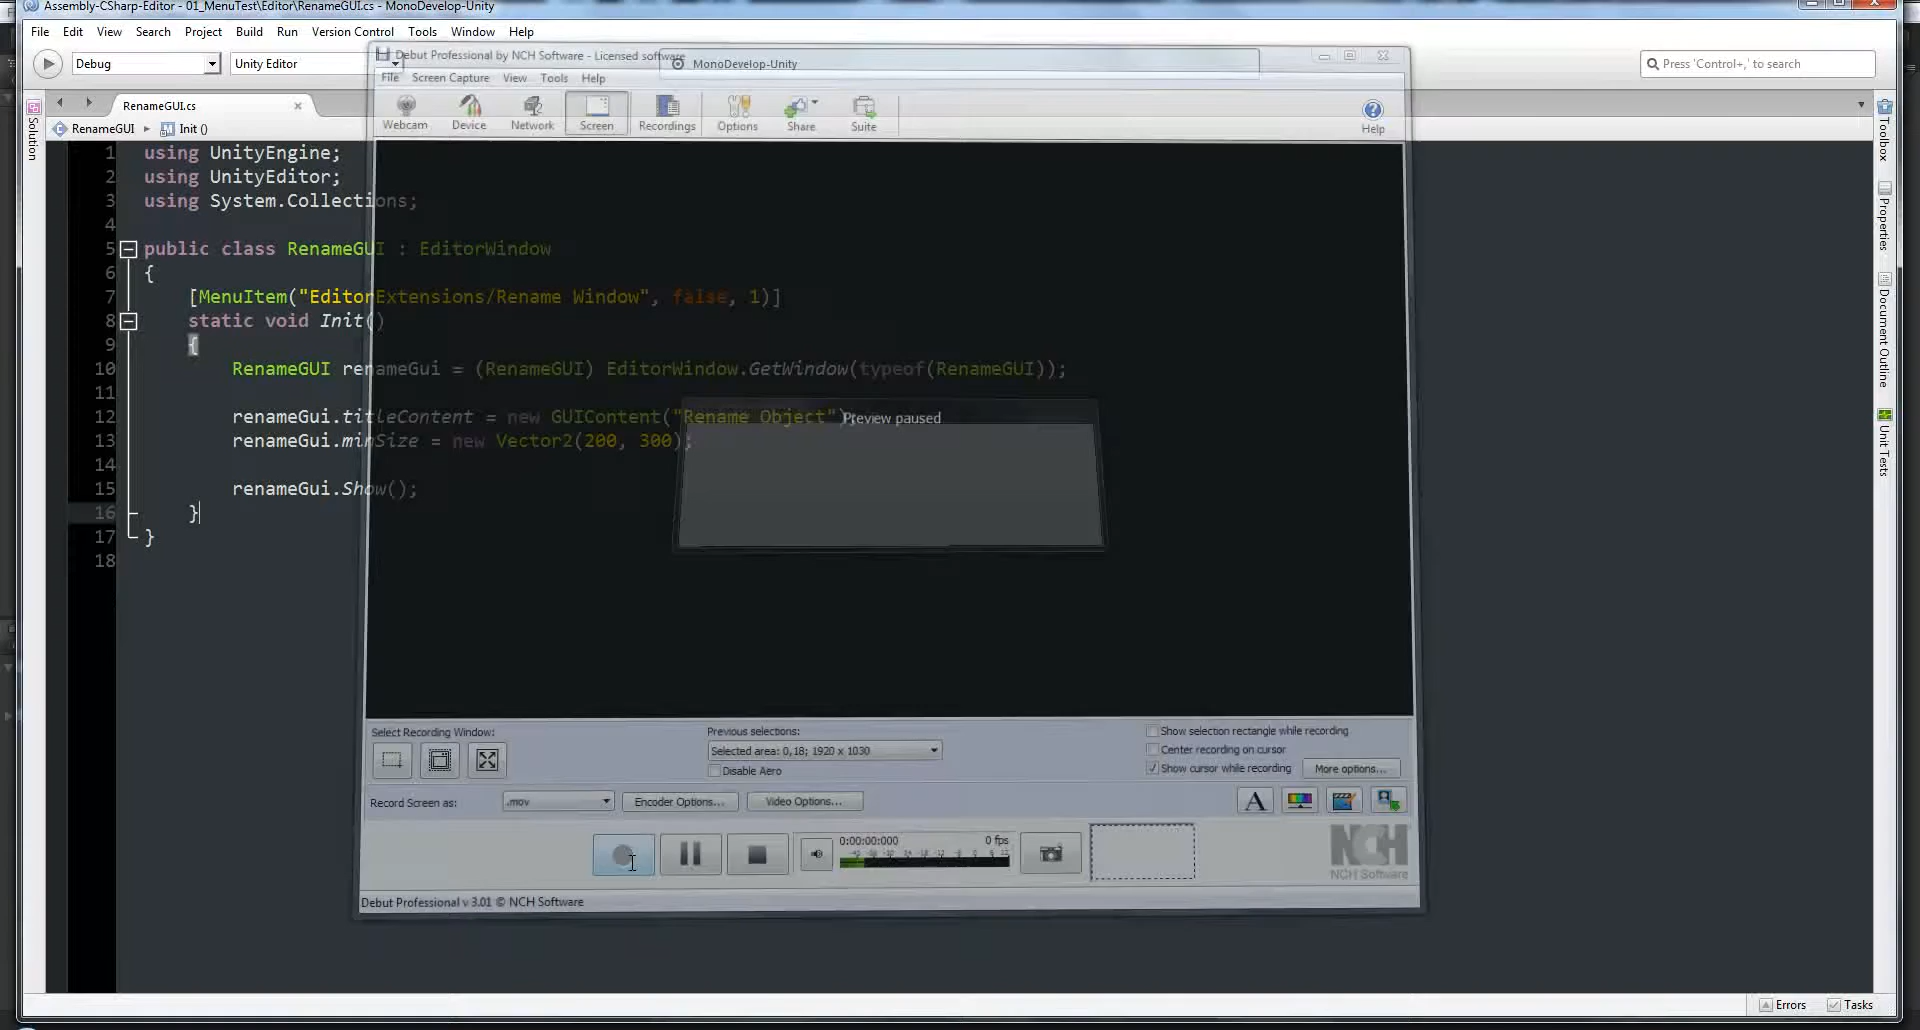 Assembly-CSharp-Editor - 01_MenuTest\Editor\RenameGUI.cs - MonoDevelop-Unity
File Edit View Search Project Build Run Version Control Tools Window Help
Debug
Unity Editor
MonoDevelop-Unity
Press 'Control+,' to search
RenameGUI.cs
RenameGUI Init ()
Solution
1 using UnityEngine;
2 using UnityEditor;
3 using System.Collections;
4
5 public class RenameGUI : EditorWindow
6 {
7 [MenuItem("EditorExtensions/Rename Window", false, 1)]
8 static void Init()
9 {
10 RenameGUI renameGui = (RenameGUI) EditorWindow.GetWindow(typeof(RenameGUI));
11
12 renameGui.titleContent = new GUIContent("Rename Object");
13 renameGui.minSize = new Vector2(200, 300);
14
15 renameGui.Show();
16 }
17 }
18
Debut Professional by NCH Software - Licensed software
File Screen Capture View Tools Help
Webcam Device Network Screen Recordings Options Share Suite Help
Preview paused
Select Recording Window:
Previous selections:
Selected area: 0,18; 1920 x 1030
Disable Aero
Show selection rectangle while recording
Center recording on cursor
Show cursor while recording
More options...
Record Screen as: .mov Encoder Options... Video Options...
A
0:00:00:000 0 fps
NCH
NCH Software
Debut Professional v 3.01 © NCH Software
Toolbox
Properties
Document Outline
Unit Tests
Errors Tasks